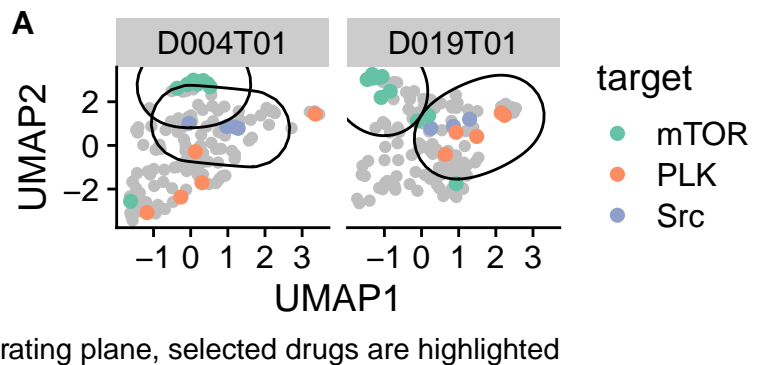 A
D004T01
D019T01
target
mTOR
PLK
Src
UMAP2
2
0
−2
−1 0 1 2 3
−1 0 1 2 3
UMAP1
rating plane, selected drugs are highlighted